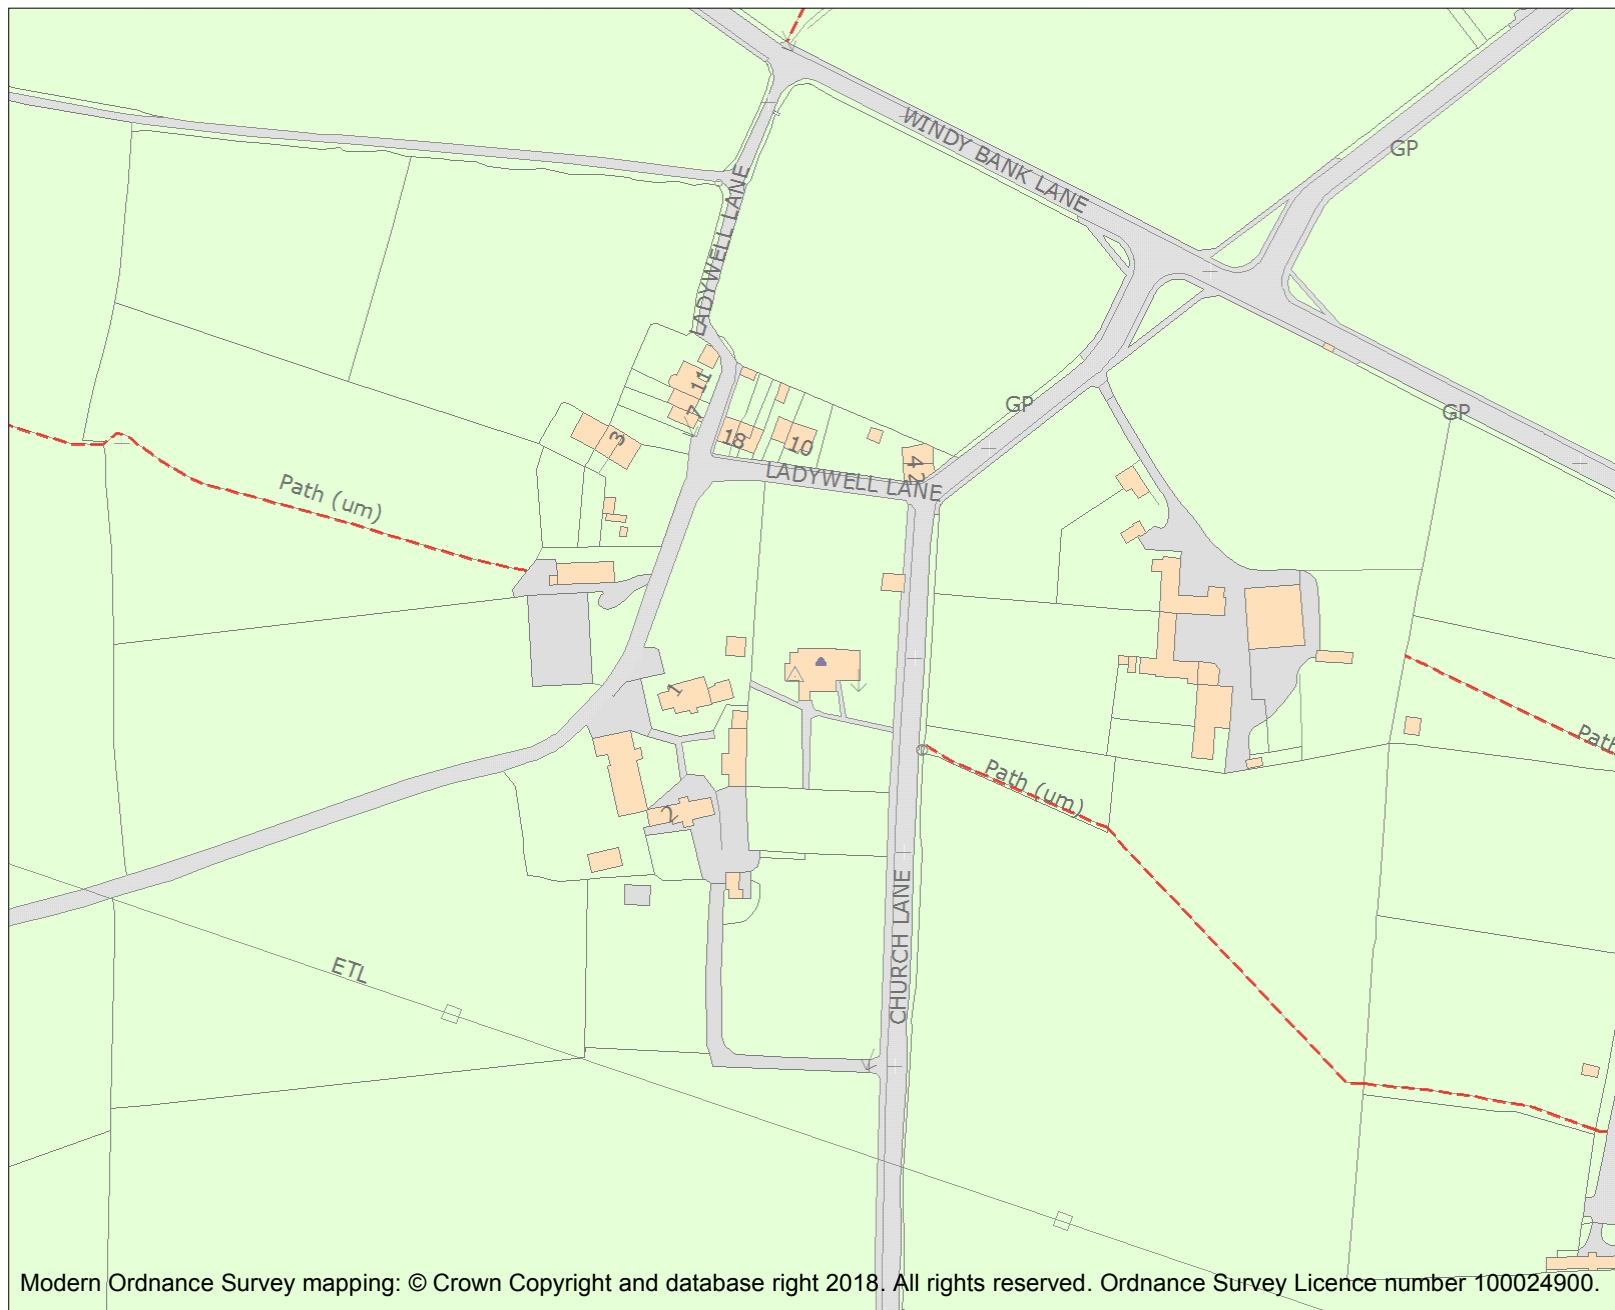 WINDY BANK LANE
GP
LADYWELL LANE
11
7
GP
GP
3
18
10
4
2
LADYWELL LANE
Path (um)
1
Path
Path (um)
2
CHURCH LANE
ETL
Modern Ordnance Survey mapping: © Crown Copyright and database right 2018. All rights reserved. Ordnance Survey Licence number 100024900.